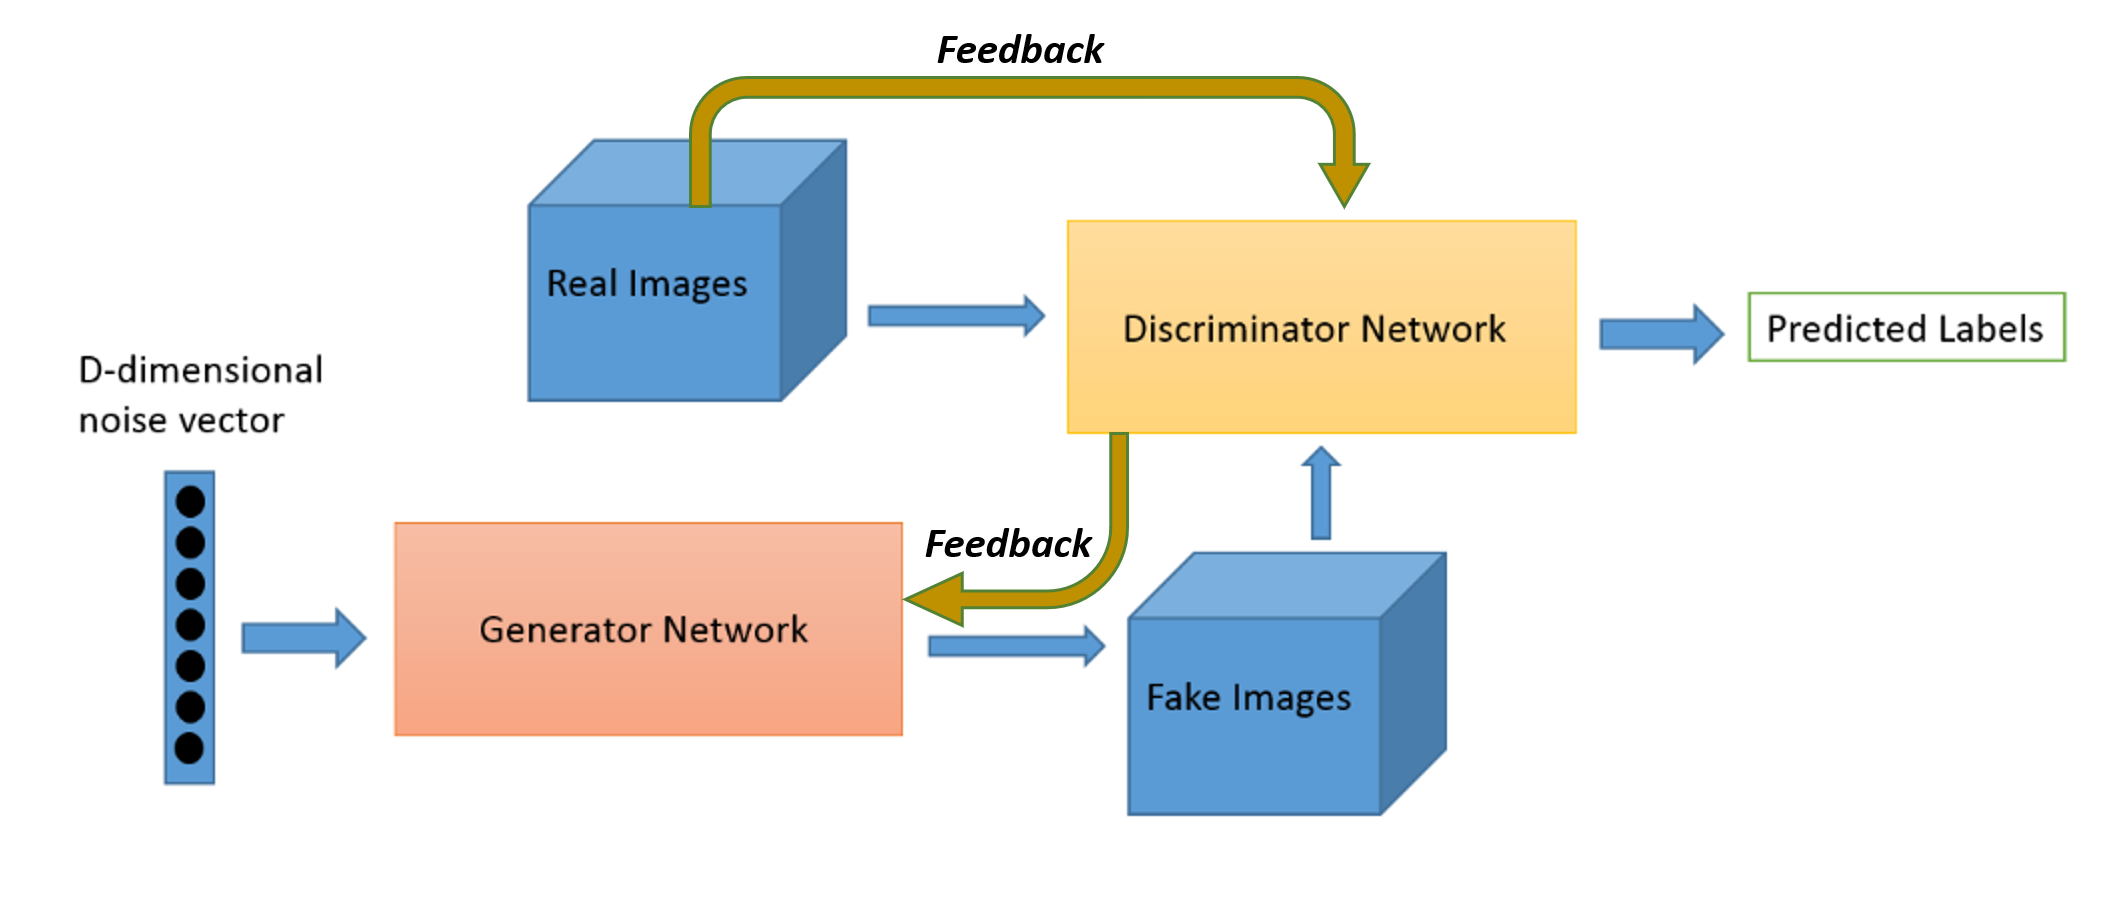 Feedback
Real Images
Discriminator Network
Predicted Labels
D-dimensional
noise vector
Feedback
Generator Network
Fake Images